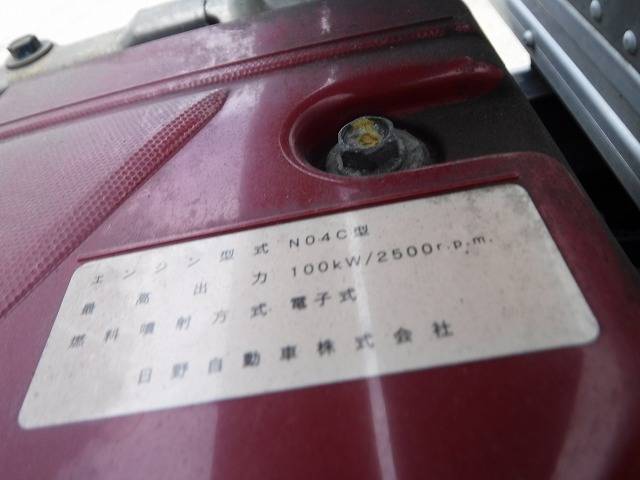 エンジン型式 N04C型
最高出力 100kW/2500r.p.m.
燃料噴射方式 電子式
日野自動車株式会社